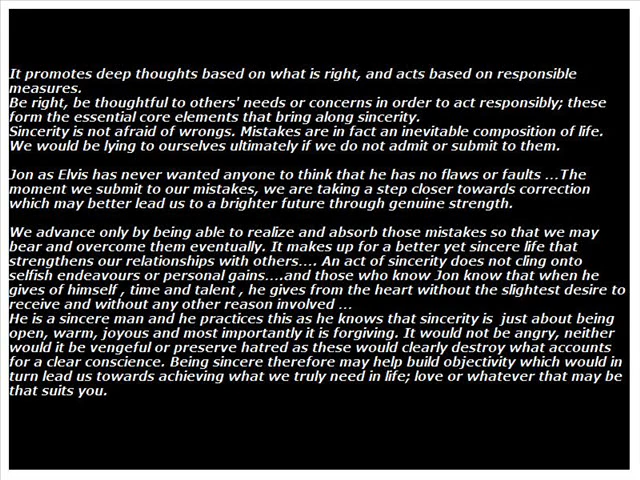 It promotes deep thoughts based on what is right, and acts based on responsible
measures.
Be right, be thoughtful to others' needs or concerns in order to act responsibly; these
form the essential core elements that bring along sincerity.
Sincerity is not afraid of wrongs. Mistakes are in fact an inevitable composition of life.
We would be lying to ourselves ultimately if we do not admit or submit to them.
Jon as Elvis has never wanted anyone to think that he has no flaws or faults ...The
moment we submit to our mistakes, we are taking a step closer towards correction
which may better lead us to a brighter future through genuine strength.
We advance only by being able to realize and absorb those mistakes so that we may
bear and overcome them eventually. It makes up for a better yet sincere life that
strengthens our relationships with others.... An act of sincerity does not cling onto
selfish endeavours or personal gains....and those who know Jon know that when he
gives of himself , time and talent , he gives from the heart without the slightest desire to
receive and without any other reason involved ...
He is a sincere man and he practices this as he knows that sincerity is  just about being
open, warm, joyous and most importantly it is forgiving. It would not be angry, neither
would it be vengeful or preserve hatred as these would clearly destroy what accounts
for a clear conscience. Being sincere therefore may help build objectivity which would in
turn lead us towards achieving what we truly need in life; love or whatever that may be
that suits you.